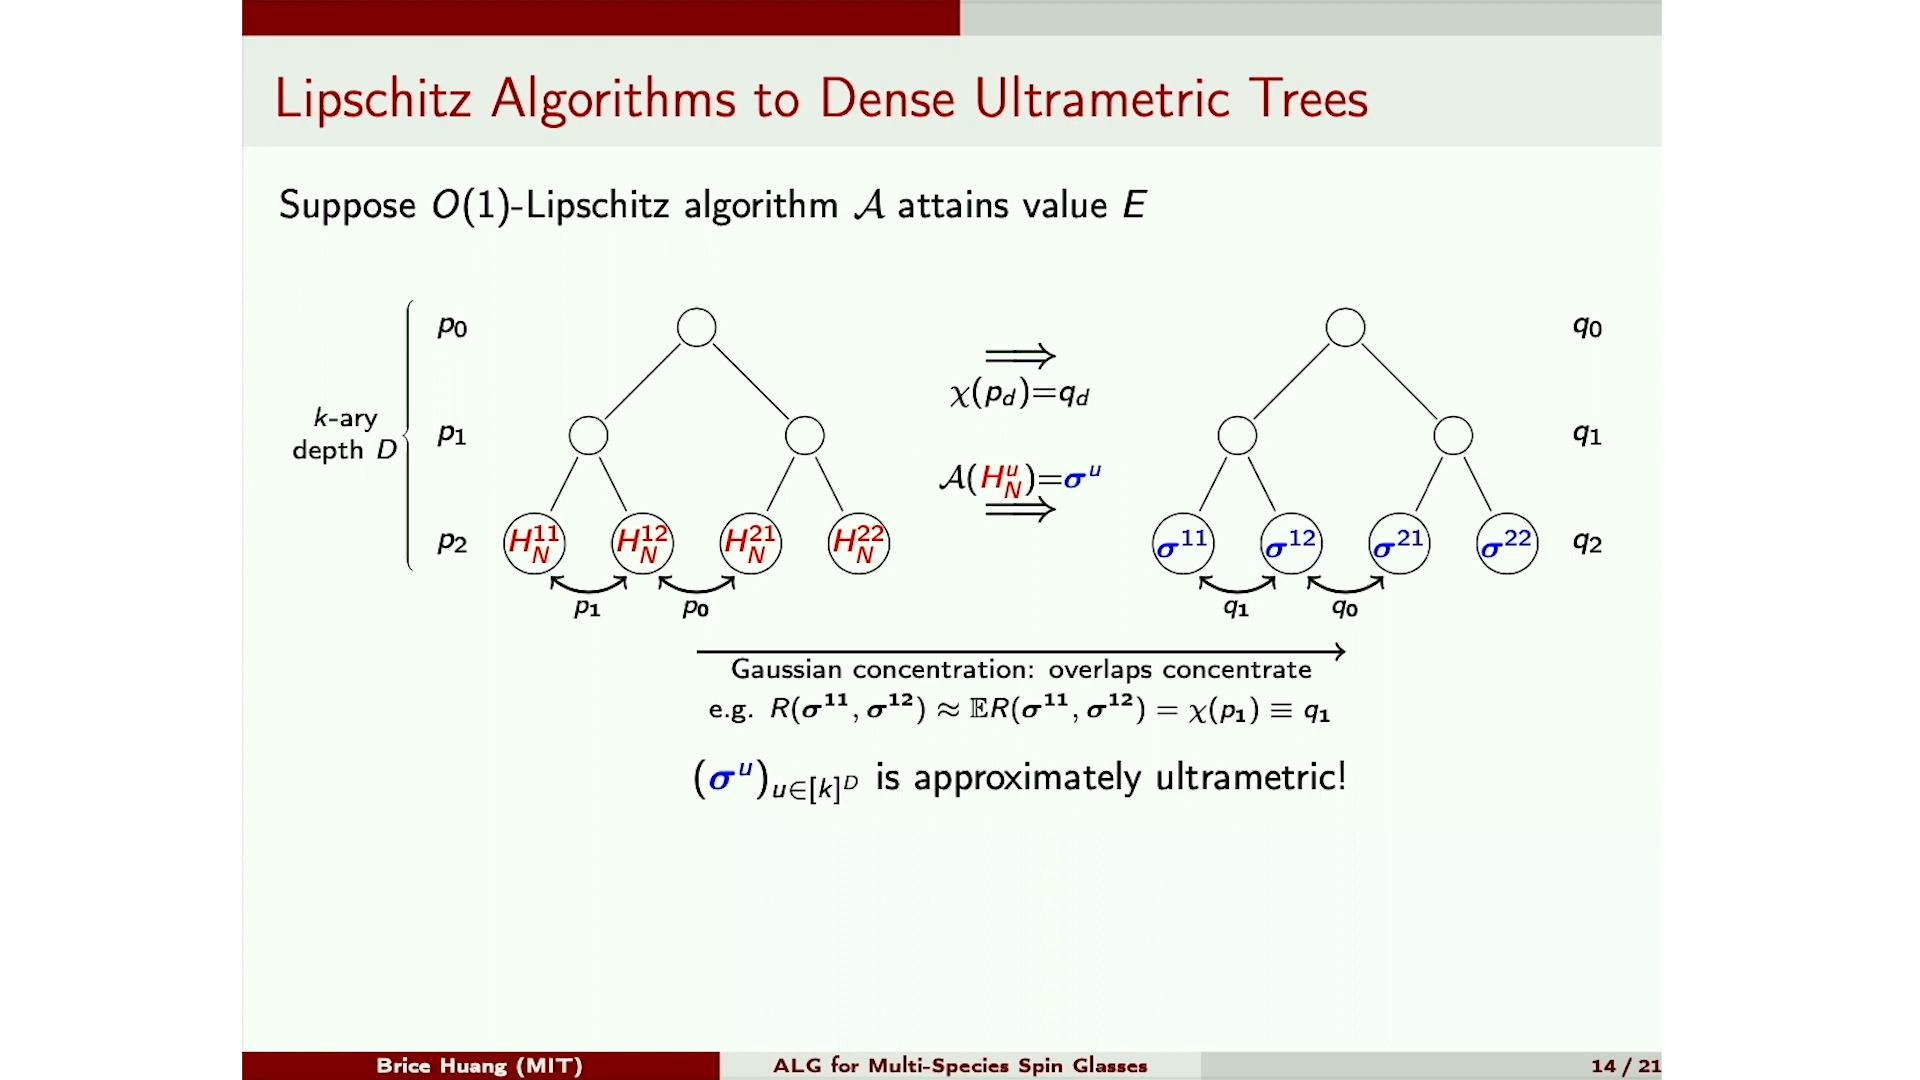 Lipschitz Algorithms to Dense Ultrametric Trees
Suppose O(1)-Lipschitz algorithm 𝒜 attains value E
k-ary
depth D
p₀
p₁
p₂
H_N^{11} H_N^{12} H_N^{21} H_N^{22}
p₁ p₀
⟹
χ(p_d)=q_d
𝒜(H_N^u)=σ^u
⟹
q₀
q₁
σ^{11} σ^{12} σ^{21} σ^{22} q₂
q₁ q₀
Gaussian concentration: overlaps concentrate
e.g. R(σ^{11}, σ^{12}) ≈ 𝔼R(σ^{11}, σ^{12}) = χ(p₁) ≡ q₁
(σ^u)_{u∈[k]^D} is approximately ultrametric!
Brice Huang (MIT) ALG for Multi-Species Spin Glasses 14 / 21